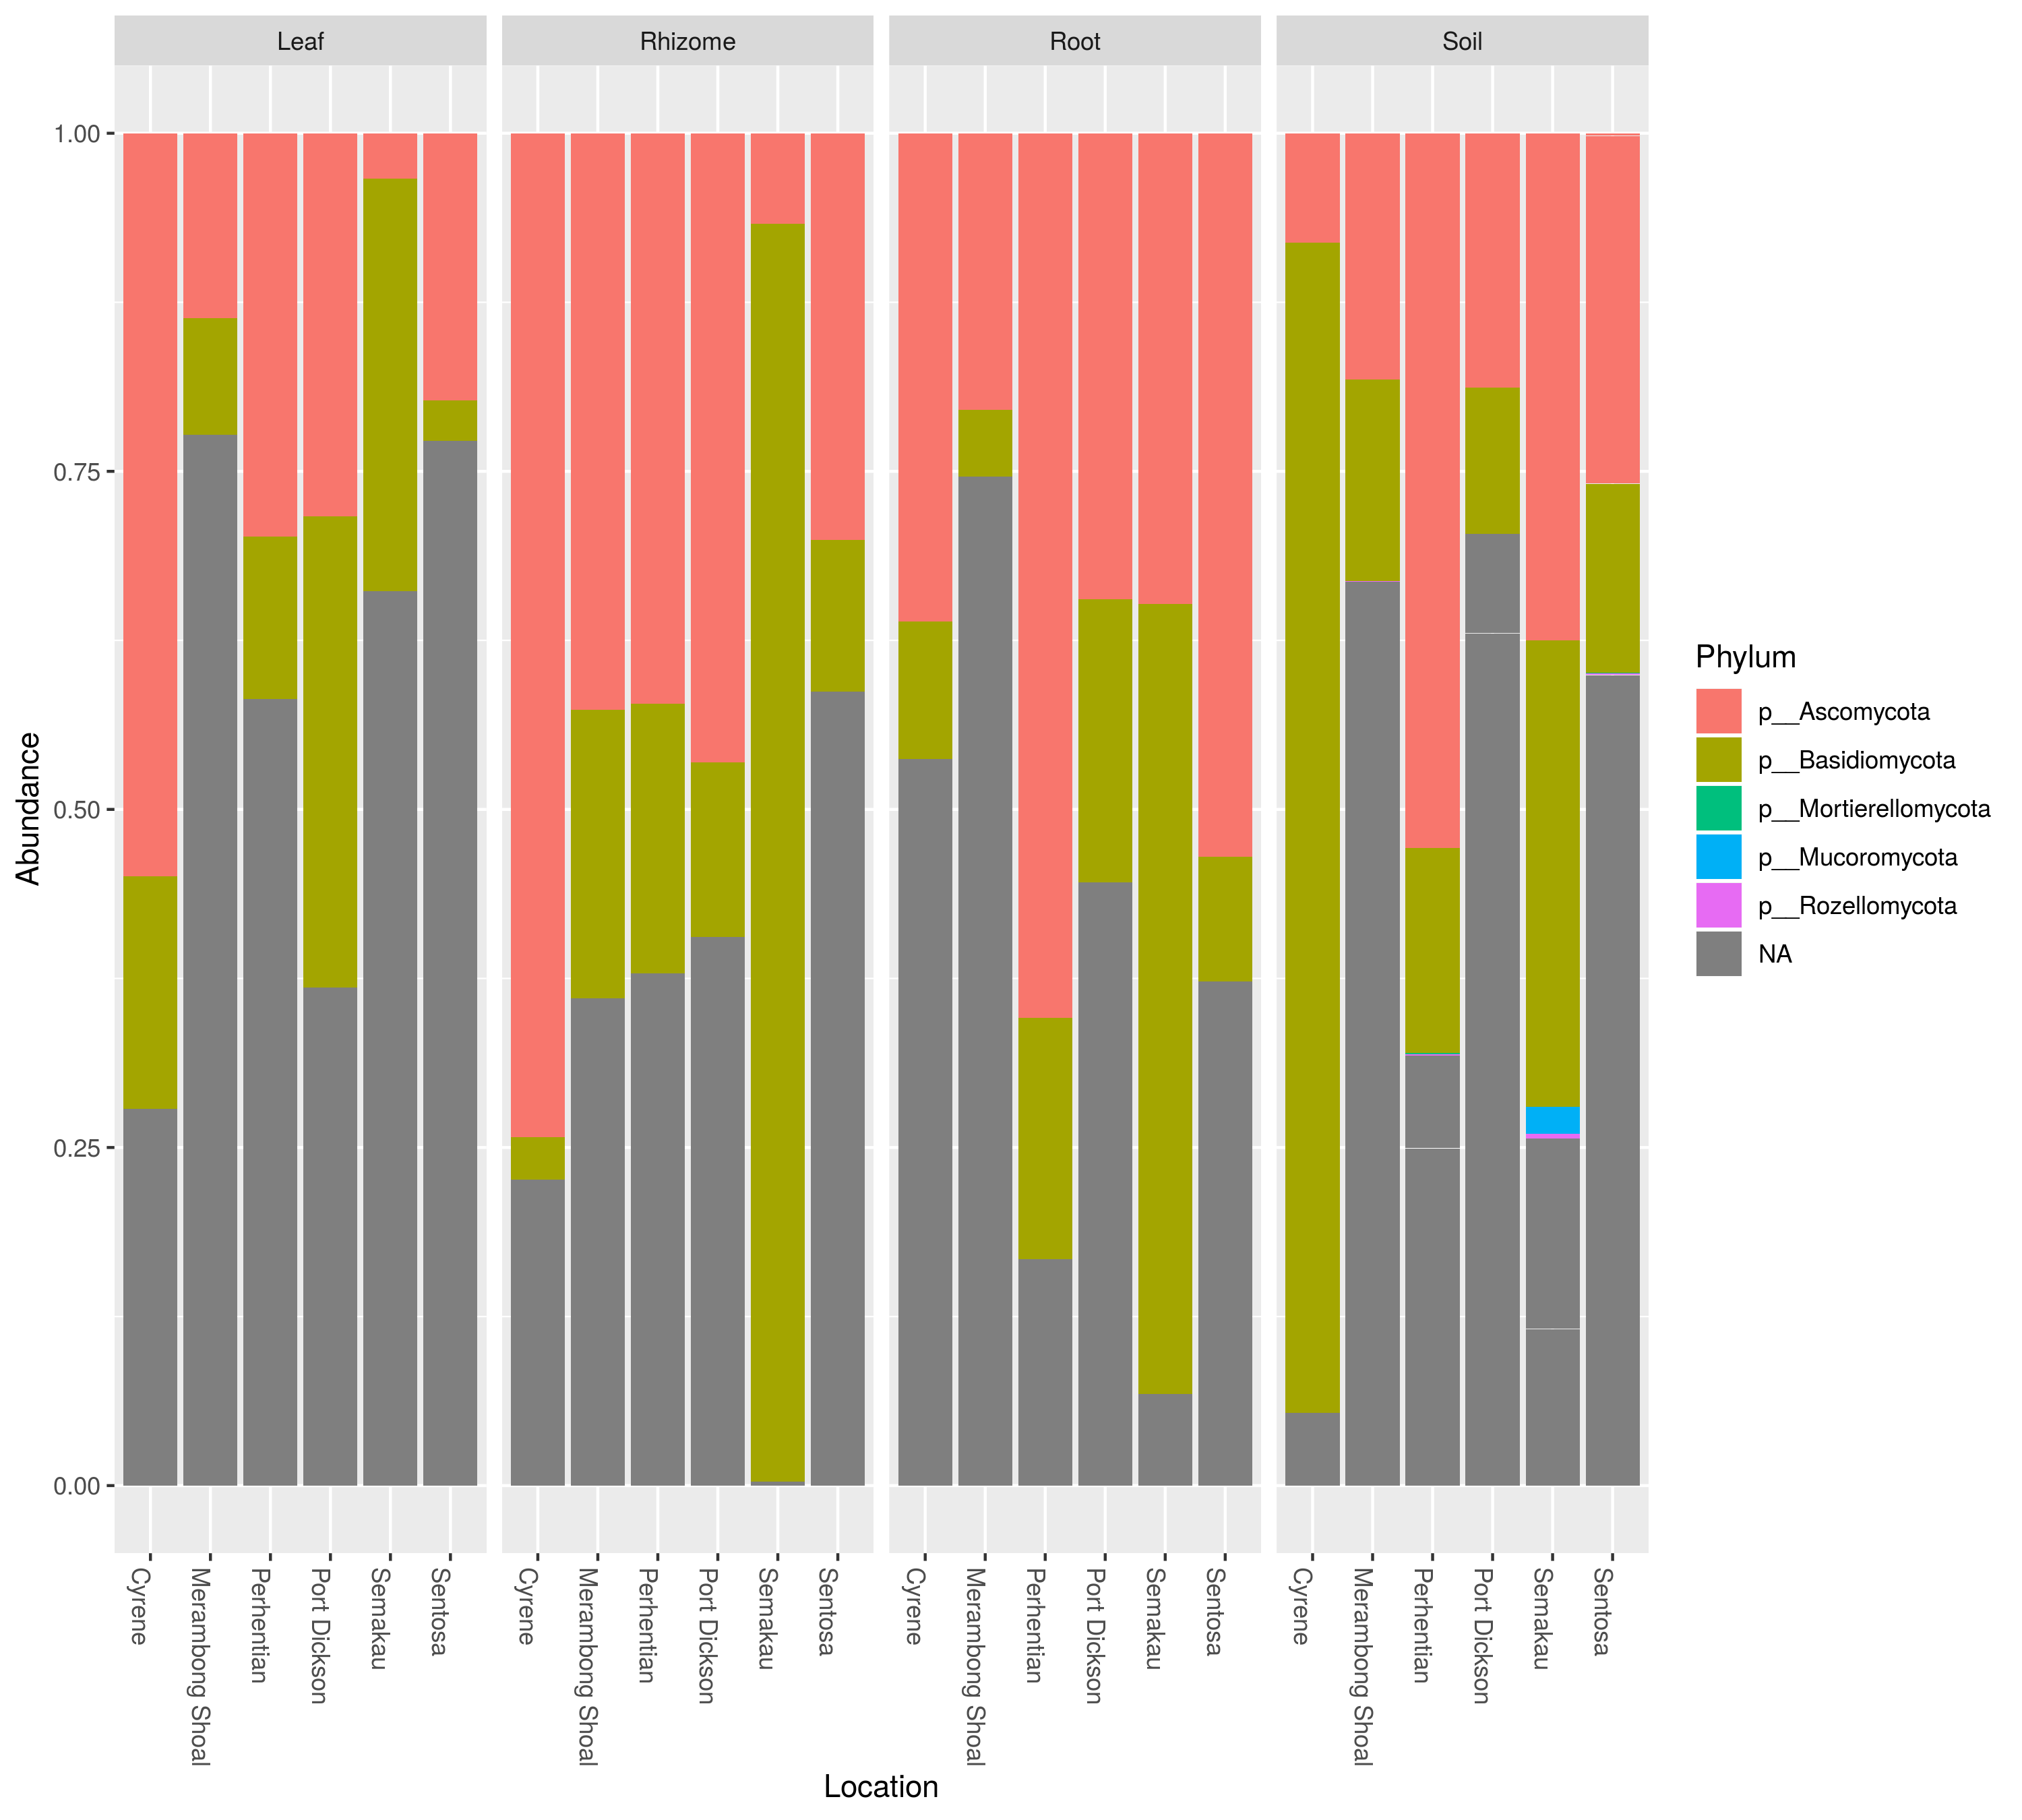 Leaf
Rhizome
Root
Soil
1.00
0.75
0.50
0.25
0.00
Abundance
Cyrene
Merambong Shoal
Perhentian
Port Dickson
Semakau
Sentosa
Cyrene
Merambong Shoal
Perhentian
Port Dickson
Semakau
Sentosa
Cyrene
Merambong Shoal
Perhentian
Port Dickson
Semakau
Sentosa
Cyrene
Merambong Shoal
Perhentian
Port Dickson
Semakau
Sentosa
Location
Phylum
p__Ascomycota
p__Basidiomycota
p__Mortierellomycota
p__Mucoromycota
p__Rozellomycota
NA